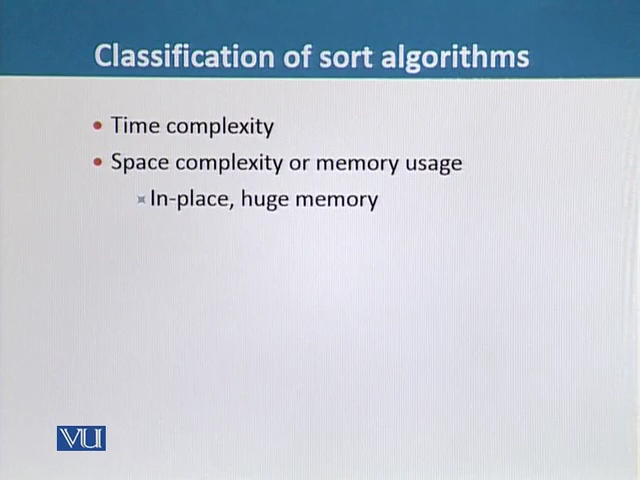 Classification of sort algorithms
• Time complexity
• Space complexity or memory usage
In-place, huge memory
VU